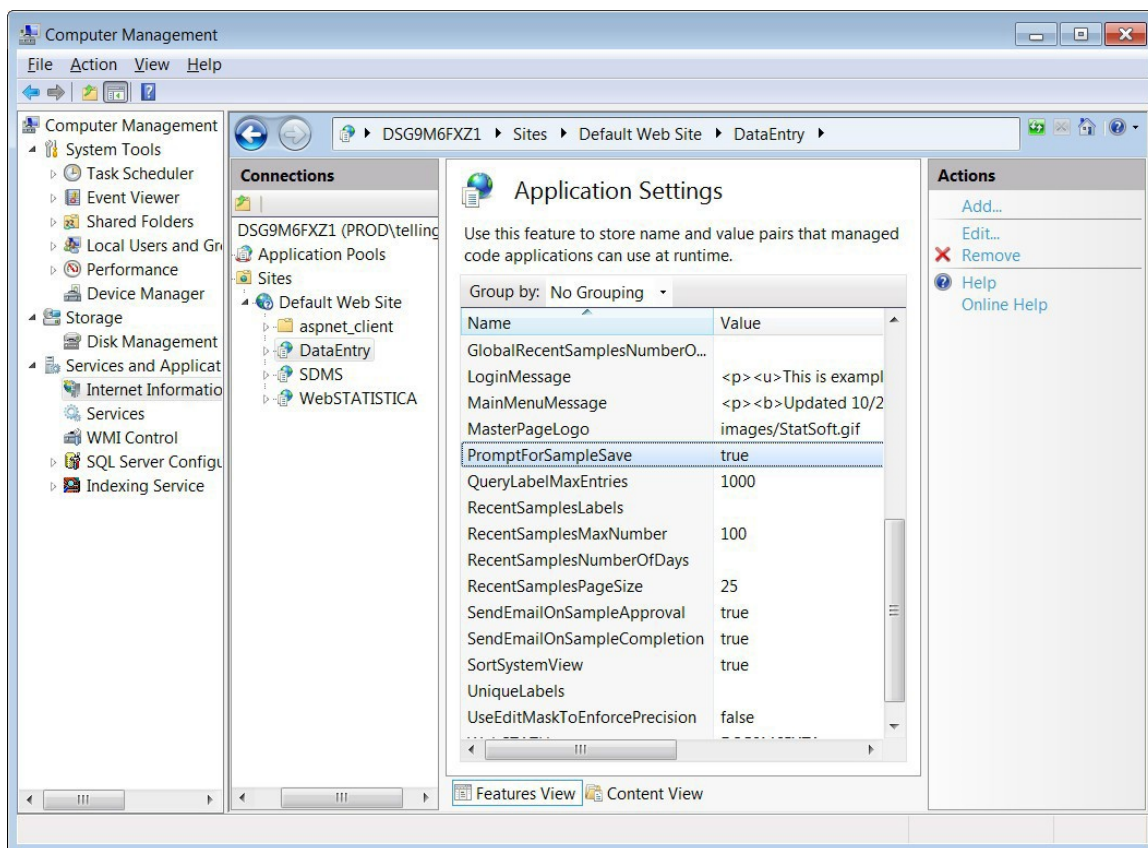 Computer Management
File Action View Help
Computer Management
System Tools
Task Scheduler
Event Viewer
Shared Folders
Local Users and Gr
Performance
Device Manager
Storage
Disk Management
Services and Applicat
Internet Informatio
Services
WMI Control
SQL Server Configu
Indexing Service
DSG9M6FXZ1 Sites Default Web Site DataEntry
Connections
DSG9M6FXZ1 (PROD\telling
Application Pools
Sites
Default Web Site
aspnet_client
DataEntry
SDMS
WebSTATISTICA
Application Settings
Use this feature to store name and value pairs that managed
code applications can use at runtime.
Group by: No Grouping
Name Value
GlobalRecentSamplesNumberO...
LoginMessage <p><u>This is exampl
MainMenuMessage <p><b>Updated 10/2
MasterPageLogo images/StatSoft.gif
PromptForSampleSave true
QueryLabelMaxEntries 1000
RecentSamplesLabels
RecentSamplesMaxNumber 100
RecentSamplesNumberOfDays
RecentSamplesPageSize 25
SendEmailOnSampleApproval true
SendEmailOnSampleCompletion true
SortSystemView true
UniqueLabels
UseEditMaskToEnforcePrecision false
Features View Content View
Actions
Add...
Edit...
Remove
Help
Online Help